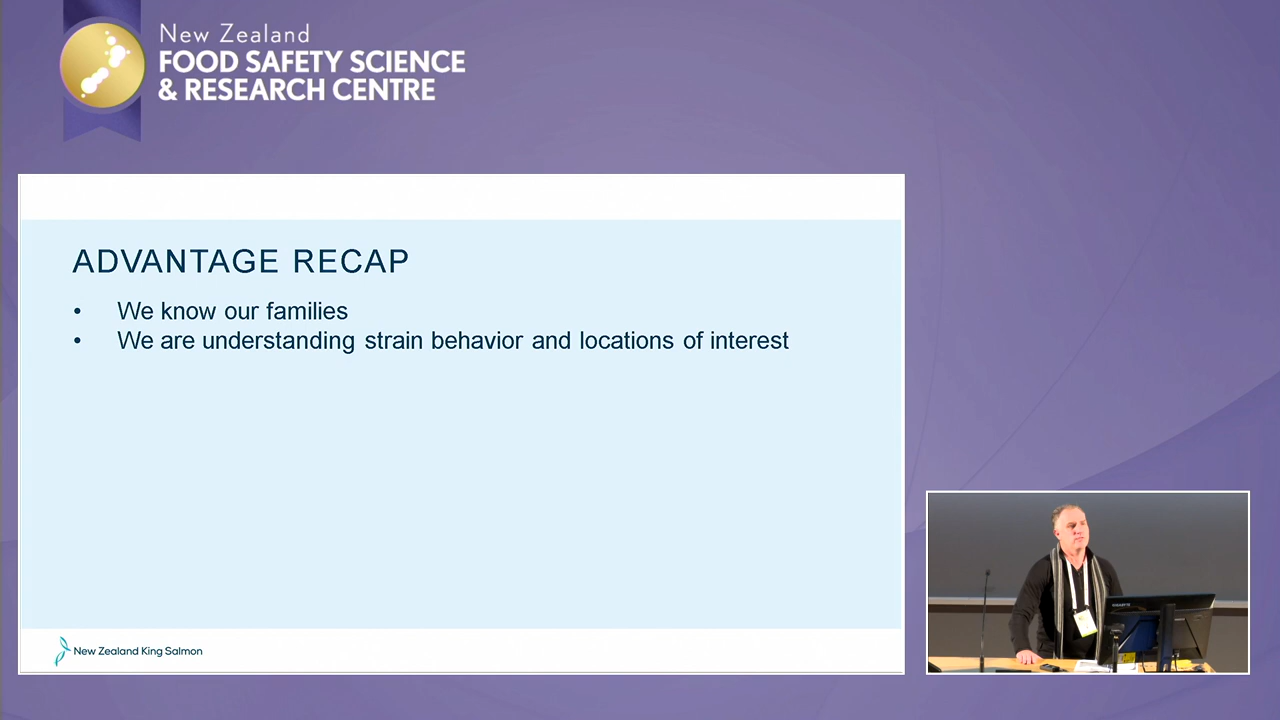 New Zealand
FOOD SAFETY SCIENCE
& RESEARCH CENTRE
ADVANTAGE RECAP
• We know our families
• We are understanding strain behavior and locations of interest
New Zealand King Salmon